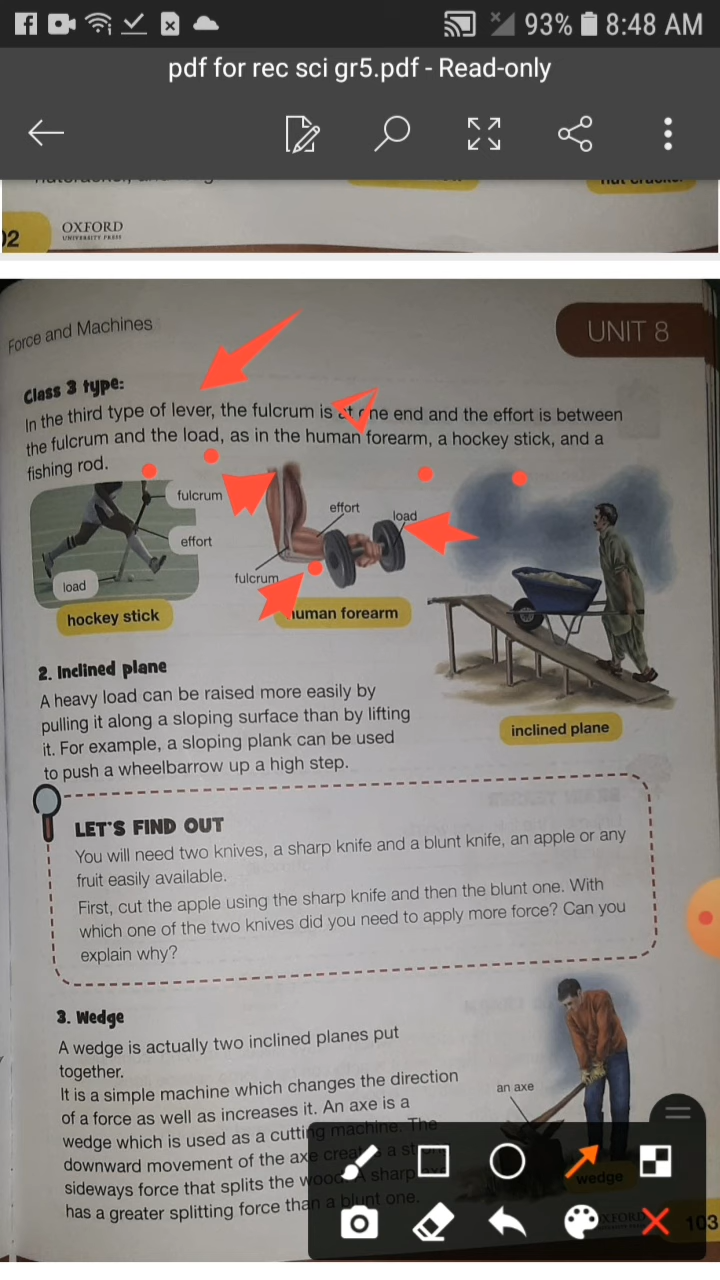 93% 8:48 AM
pdf for rec sci gr5.pdf - Read-only
02
OXFORD
UNIVERSITY PRESS
Force and Machines
UNIT 8
Class 3 type:
In the third type of lever, the fulcrum is at one end and the effort is between
the fulcrum and the load, as in the human forearm, a hockey stick, and a
fishing rod.
fulcrum
effort
load
hockey stick
effort
load
fulcrum
human forearm
2. Inclined plane
A heavy load can be raised more easily by
pulling it along a sloping surface than by lifting
it. For example, a sloping plank can be used
to push a wheelbarrow up a high step.
inclined plane
LET'S FIND OUT
You will need two knives, a sharp knife and a blunt knife, an apple or any
fruit easily available.
First, cut the apple using the sharp knife and then the blunt one. With
which one of the two knives did you need to apply more force? Can you
explain why?
3. Wedge
A wedge is actually two inclined planes put
together.
It is a simple machine which changes the direction
of a force as well as increases it. An axe is a
wedge which is used as a cutting machine. The
downward movement of the axe creates a
sideways force that splits the wood. A sharp axe
has a greater splitting force than a blunt one.
an axe
wedge
OXFORD
103